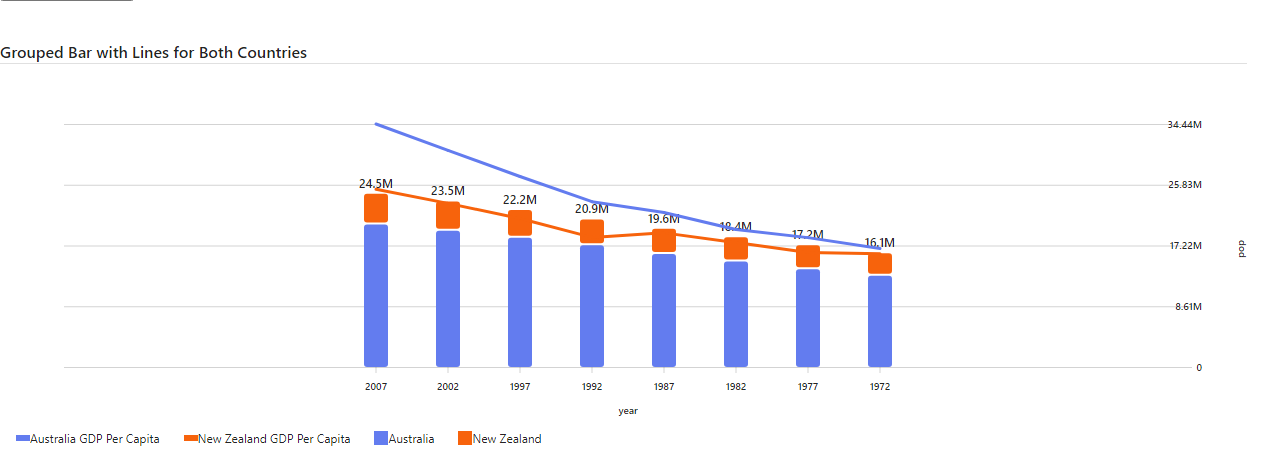 Grouped Bar with Lines for Both Countries
34.44M
24.5M
25.83M
23.5M
22.2M
20.9M
19.6M
18.4M
17.2M
16.1M
17.22M
pop
8.61M
0
2007 2002 1997 1992 1987 1982 1977 1972
year
Australia GDP Per Capita New Zealand GDP Per Capita Australia New Zealand